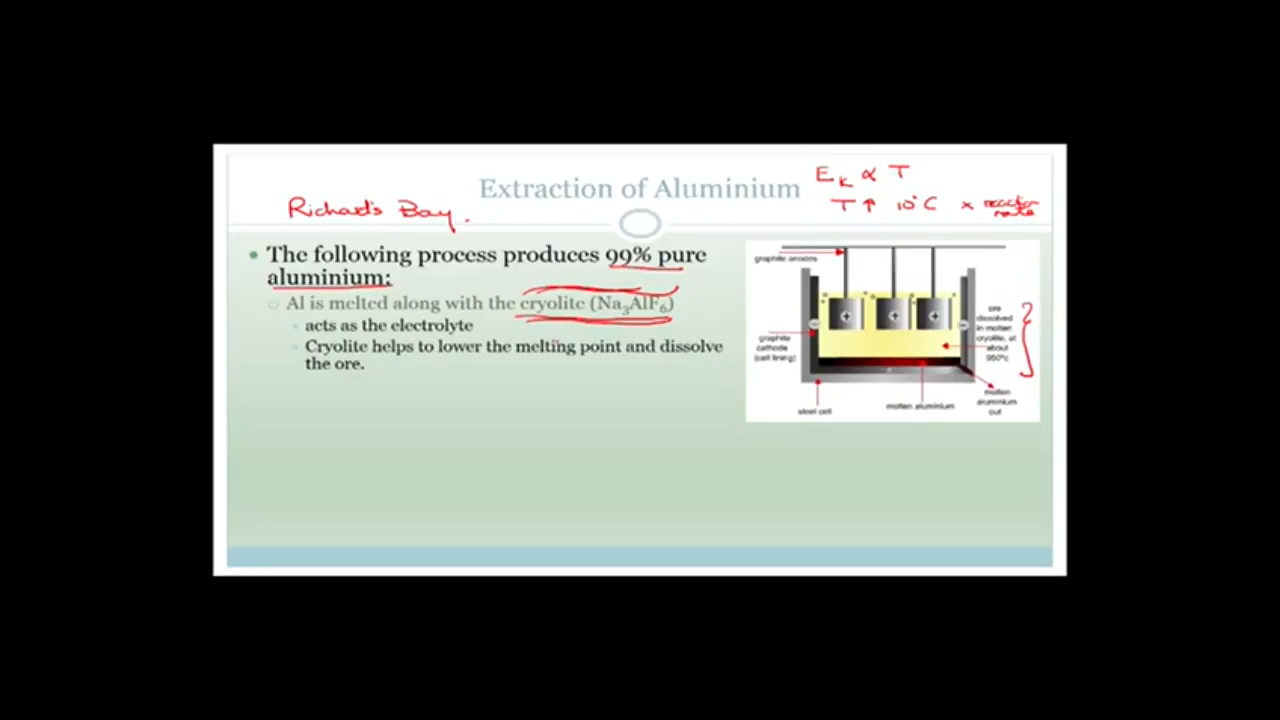 Extraction of Aluminium
E_K ∝ T
Richard's Bay.
T ↑ 10°C × reaction rate
The following process produces 99% pure
aluminium:
Al is melted along with the cryolite (Na₃AlF₆)
acts as the electrolyte
Cryolite helps to lower the melting point and dissolve
the ore.
graphite anodes
+ + +
graphite
cathode
(cell lining)
ore
dissolved
in molten
cryolite, at
about
950°c
steel cell
molten aluminium
molten
aluminium
out